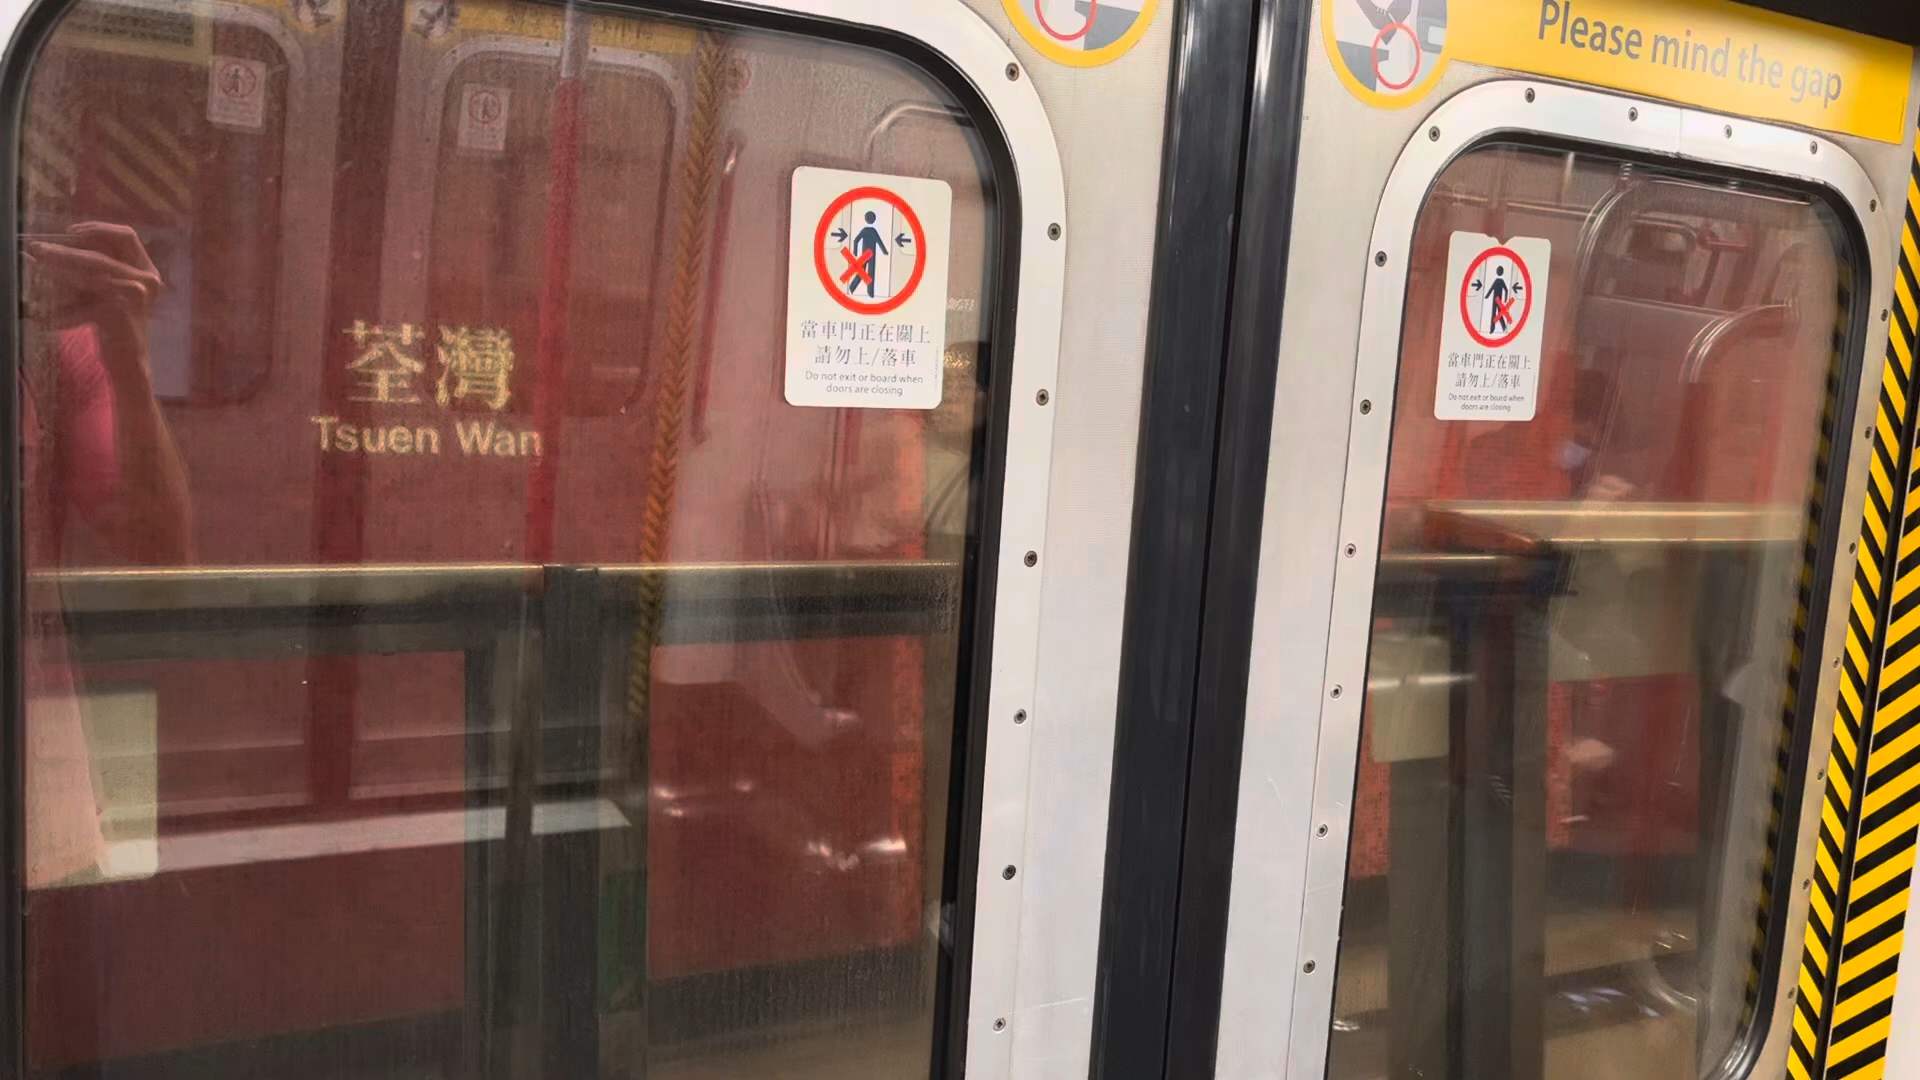 Please mind the gap
荃灣
Tsuen Wan
當車門正在關上
請勿上/落車
Do not exit or board when
doors are closing
當車門正在關上
請勿上/落車
Do not exit or board when
doors are closing